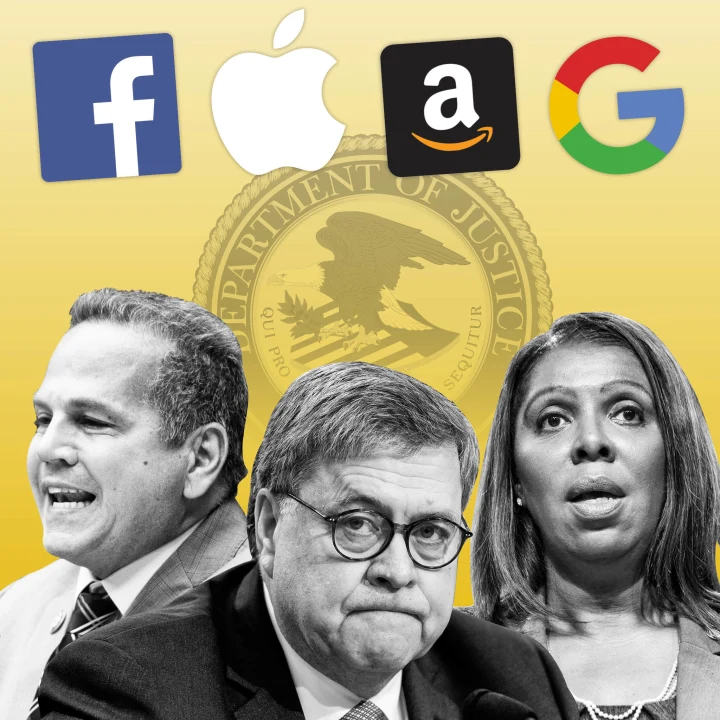 f
a
G
DEPARTMENT OF JUSTICE
QUI PRO
SEQUITUR